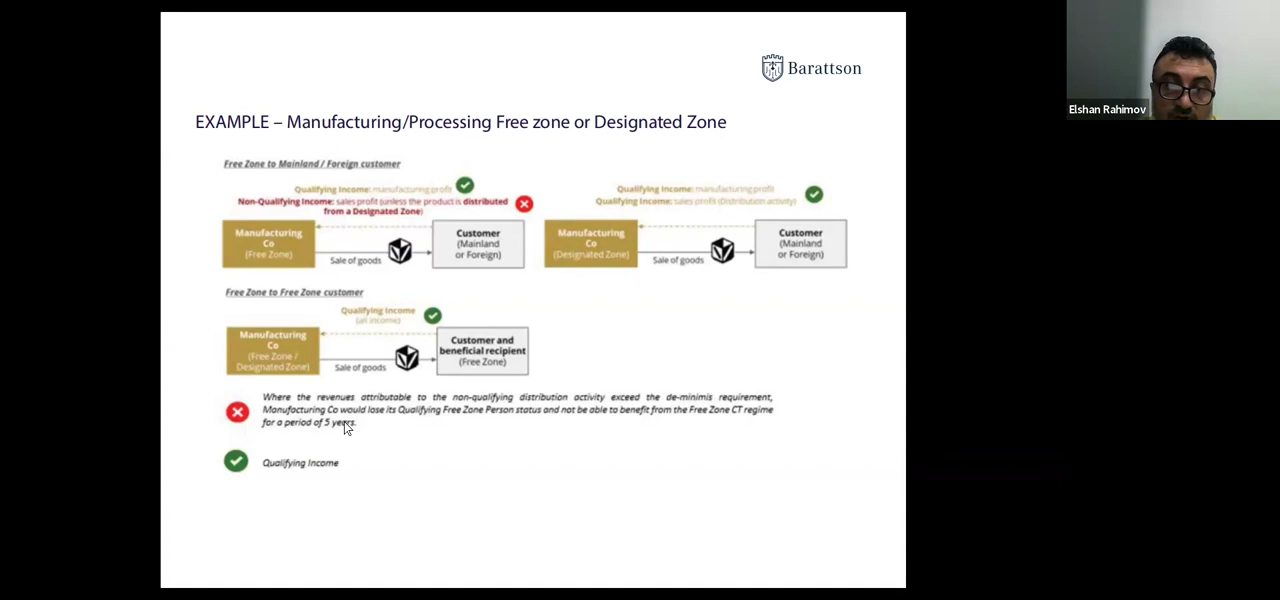 Barattson
Elshan Rahimov
EXAMPLE – Manufacturing/Processing Free zone or Designated Zone
Free Zone to Mainland / Foreign customer
Qualifying Income: manufacturing profit
Non-Qualifying Income: sales profit (unless the product is distributed
from a Designated Zone)
Manufacturing
Co
(Free Zone)
Sale of goods
Customer
(Mainland
or Foreign)
Qualifying Income: manufacturing profit
Qualifying Income: sales profit (Distribution activity)
Manufacturing
Co
(Designated Zone)
Sale of goods
Customer
(Mainland
or Foreign)
Free Zone to Free Zone customer
Qualifying Income
(all income)
Manufacturing
Co
(Free Zone /
Designated Zone)
Sale of goods
Customer and
beneficial recipient
(Free Zone)
Where the revenues attributable to the non-qualifying distribution activity exceed the de-minimis requirement,
Manufacturing Co would lose its Qualifying Free Zone Person status and not be able to benefit from the Free Zone CT regime
for a period of 5 years.
Qualifying Income